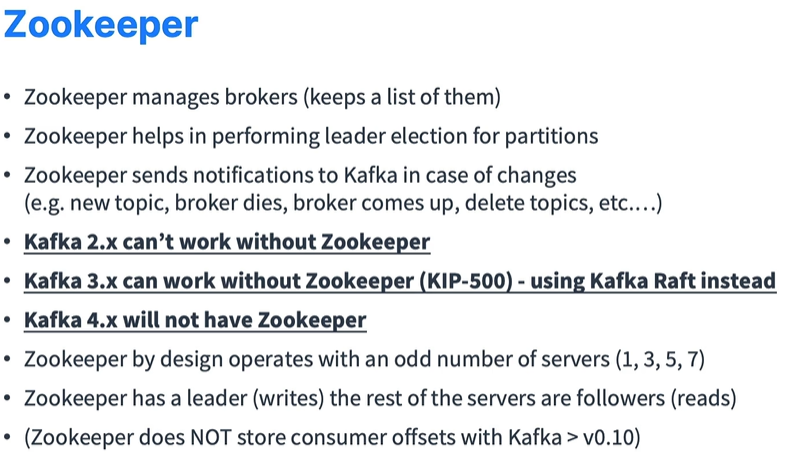 Zookeeper
• Zookeeper manages brokers (keeps a list of them)
• Zookeeper helps in performing leader election for partitions
• Zookeeper sends notifications to Kafka in case of changes
(e.g. new topic, broker dies, broker comes up, delete topics, etc.…)
• Kafka 2.x can’t work without Zookeeper
• Kafka 3.x can work without Zookeeper (KIP-500) - using Kafka Raft instead
• Kafka 4.x will not have Zookeeper
• Zookeeper by design operates with an odd number of servers (1, 3, 5, 7)
• Zookeeper has a leader (writes) the rest of the servers are followers (reads)
• (Zookeeper does NOT store consumer offsets with Kafka > v0.10)